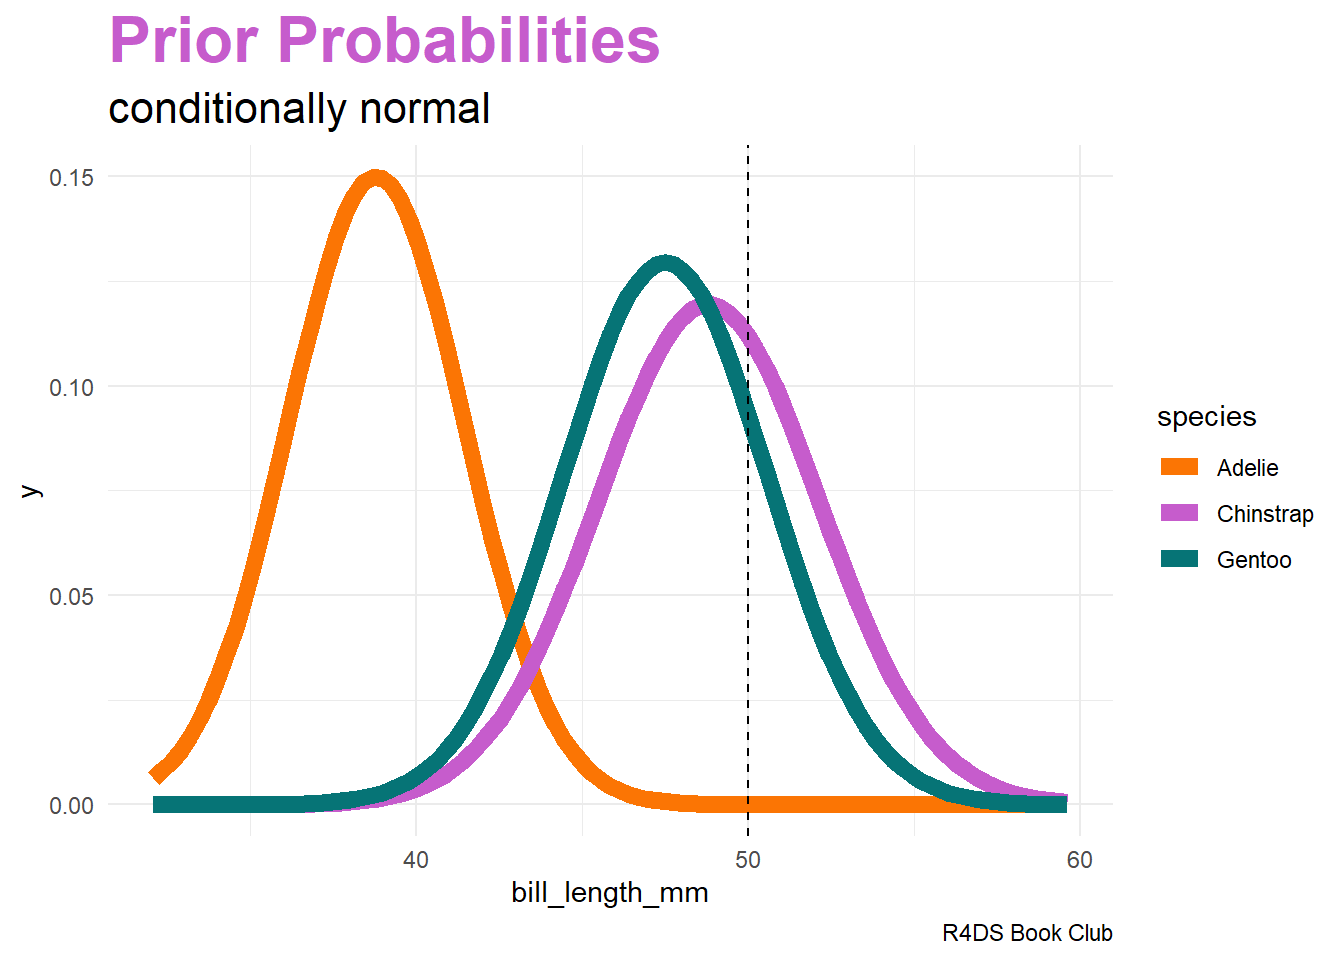 Prior Probabilities
conditionally normal
0.15
0.10
0.05
0.00
y
40
50
60
bill_length_mm
species
Adelie
Chinstrap
Gentoo
R4DS Book Club